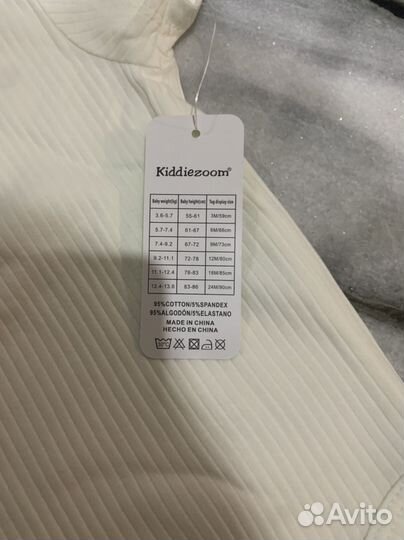 Kiddiezoom®
Baby weight(kg) Baby height(cm) Tag display size
3.6-5.7 55-61 3M/59cm
5.7-7.4 61-67 6M/66cm
7.4-9.2 67-72 9M/73cm
9.2-11.1 72-78 12M/80cm
11.1-12.4 78-83 18M/85cm
12.4-13.6 83-86 24M/90cm
95%COTTON/5%SPANDEX
95%ALGODÓN/5%ELASTANO
MADE IN CHINA
HECHO EN CHINA
30°C
Avito